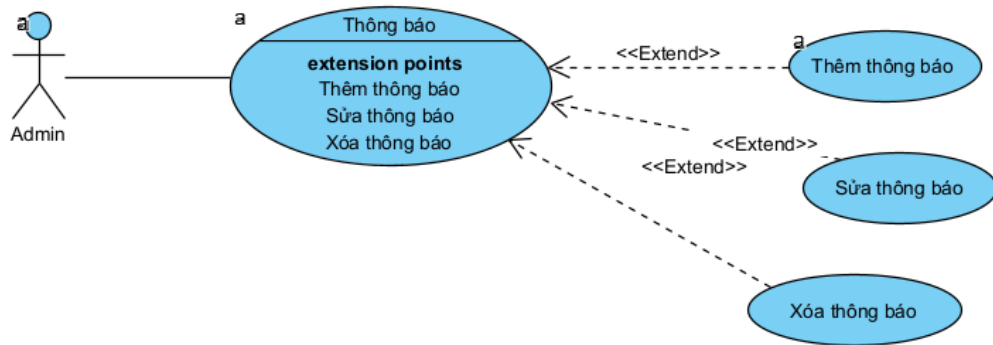 a
Admin
a
Thông báo
extension points
Thêm thông báo
Sửa thông báo
Xóa thông báo
<<Extend>>
<<Extend>>
<<Extend>>
a
Thêm thông báo
Sửa thông báo
Xóa thông báo